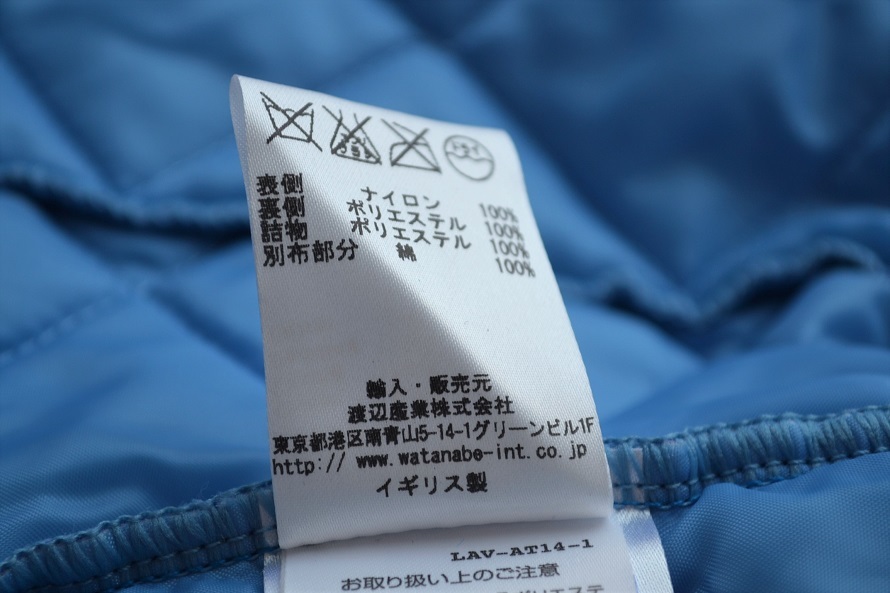 表側 ナイロン 100%
裏側 ポリエステル 100%
詰物 ポリエステル 100%
別布部分 綿 100%
輸入・販売元
渡辺産業株式会社
東京都港区南青山5-14-1グリーンビル1F
http:// www.watanabe-int.co.jp
イギリス製
LAV-AT14-1
お取り扱い上のご注意